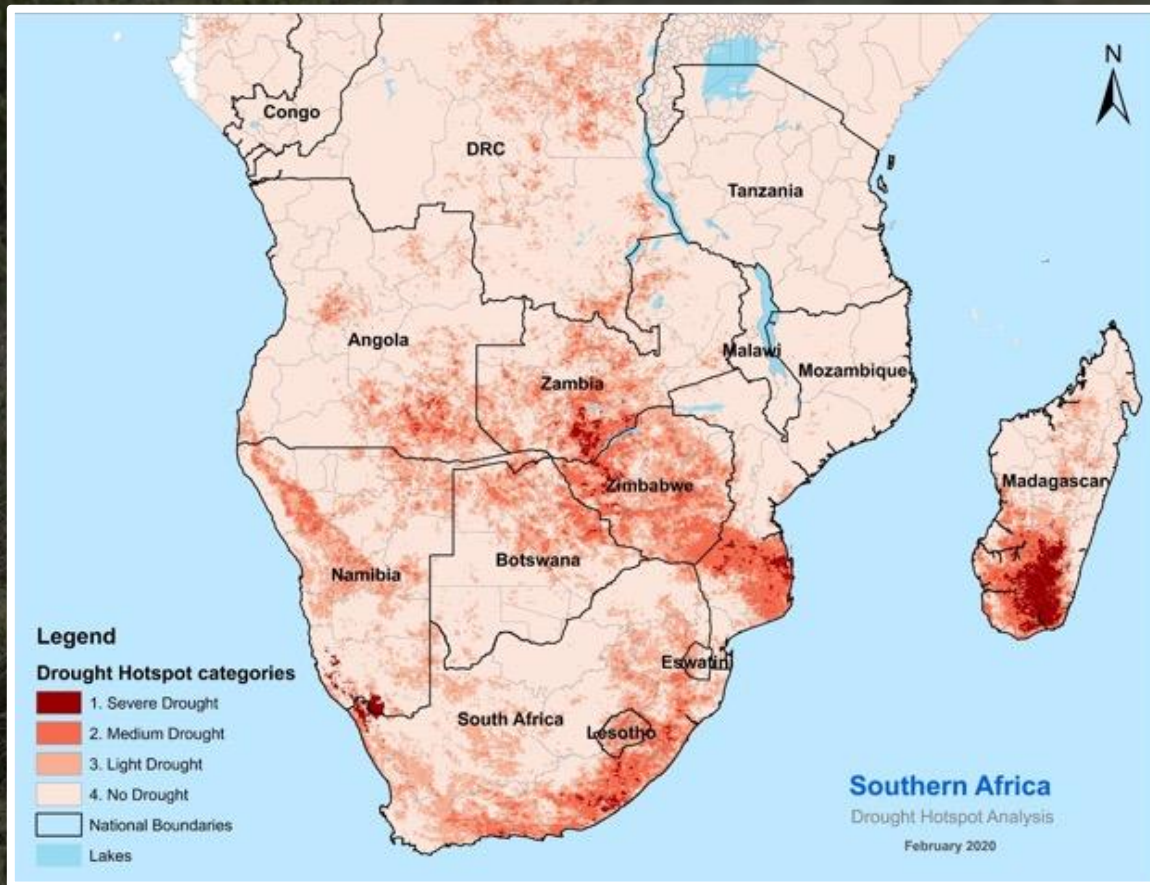 N
Congo
DRC
Tanzania
Angola
Zambia
Malawi
Mozambique
Zimbabwe
Madagascar
Namibia
Botswana
Eswatini
South Africa
Lesotho
Legend
Drought Hotspot categories
1. Severe Drought
2. Medium Drought
3. Light Drought
4. No Drought
National Boundaries
Lakes
Southern Africa
Drought Hotspot Analysis
February 2020